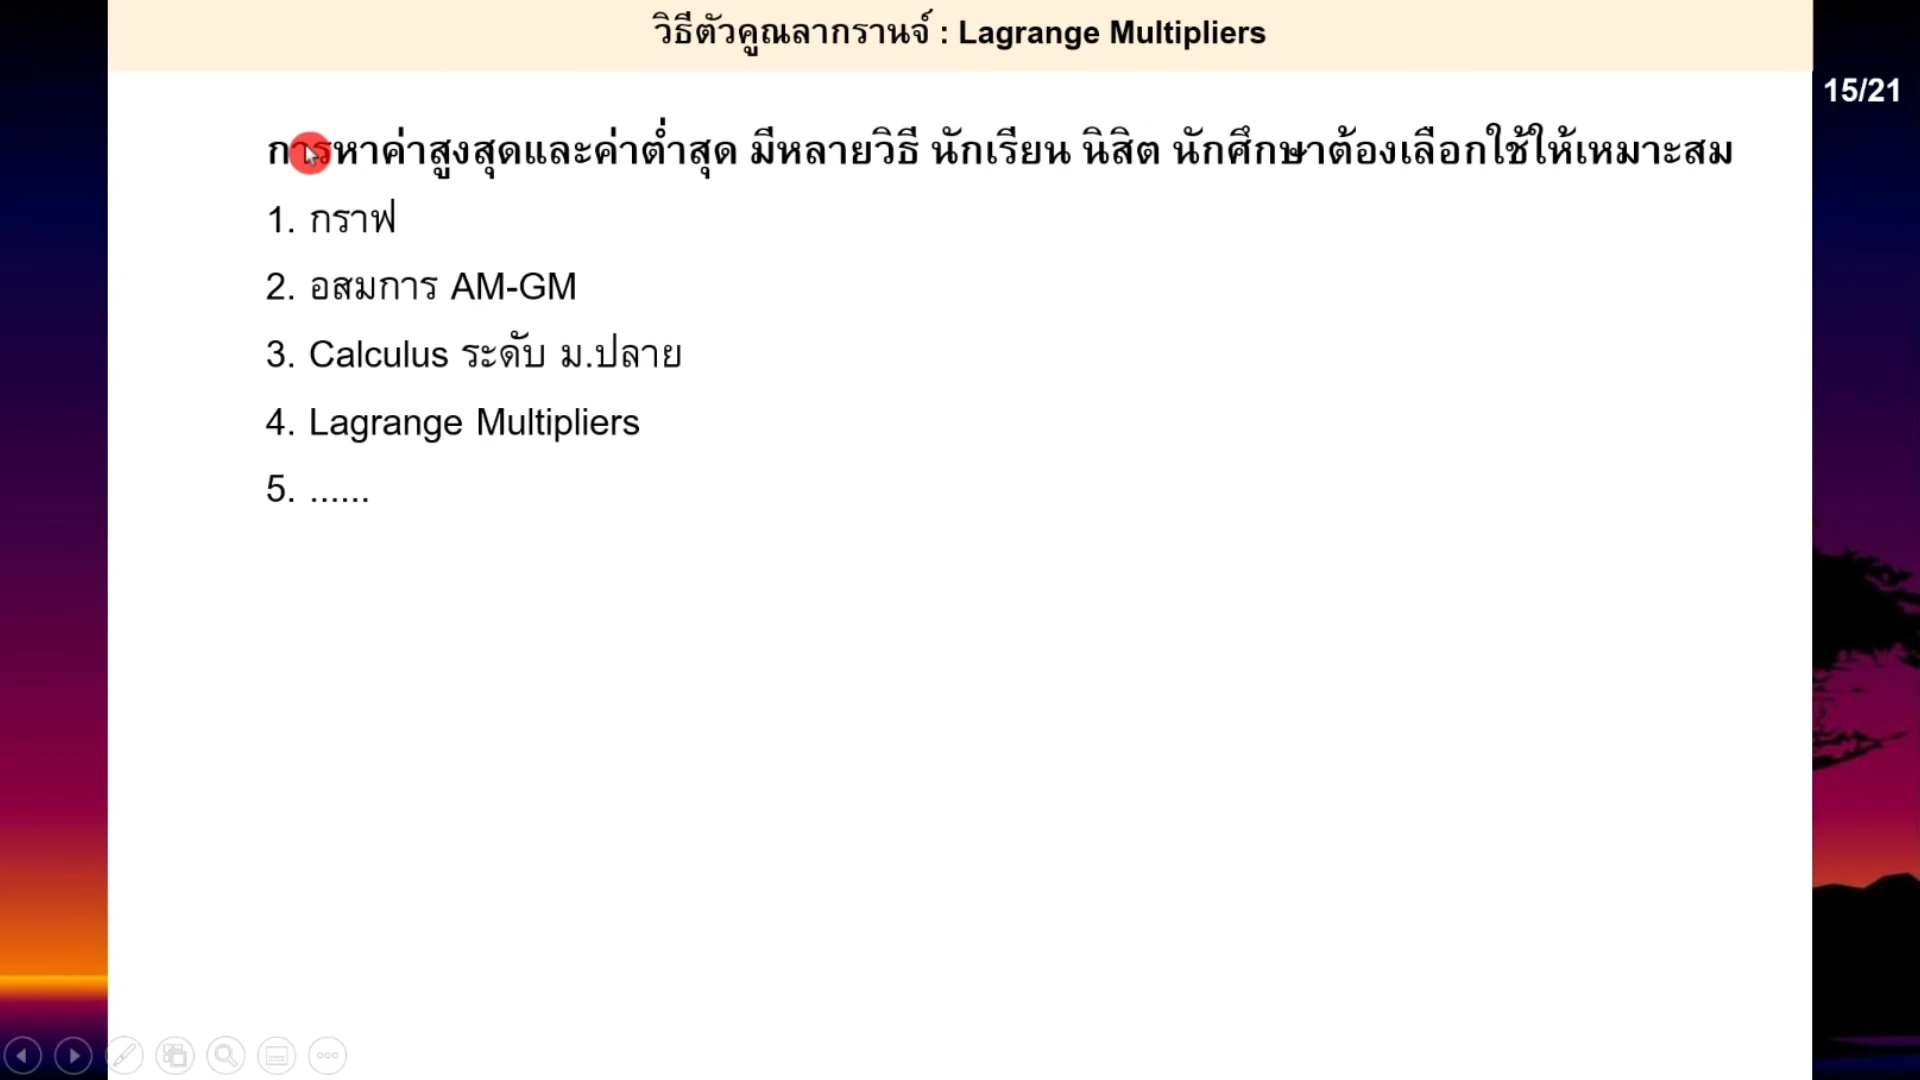 วิธีตัวคูณลากรานจ์ : Lagrange Multipliers
15/21
การหาค่าสูงสุดและค่าต่ำสุด มีหลายวิธี นักเรียน นิสิต นักศึกษาต้องเลือกใช้ให้เหมาะสม
1. กราฟ
2. อสมการ AM-GM
3. Calculus ระดับ ม.ปลาย
4. Lagrange Multipliers
5. ......